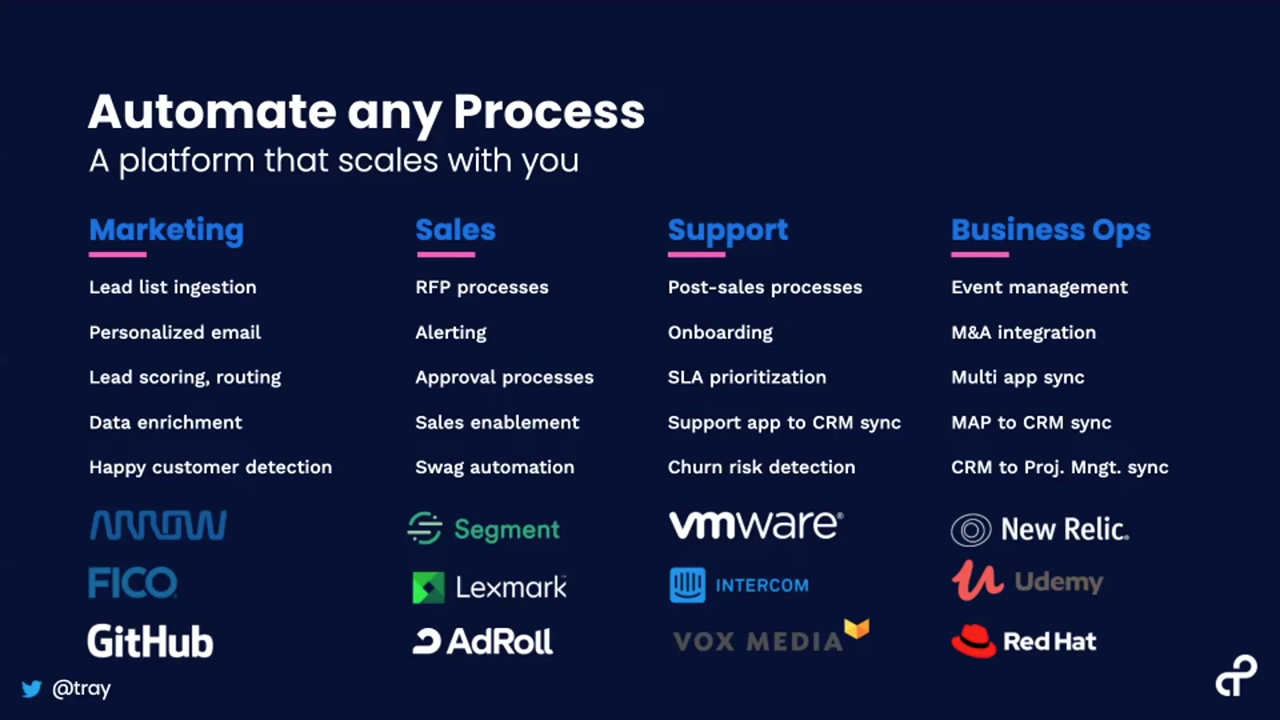 Automate any Process
A platform that scales with you
Marketing
Lead list ingestion
Personalized email
Lead scoring, routing
Data enrichment
Happy customer detection
ARROW
FICO
GitHub
Sales
RFP processes
Alerting
Approval processes
Sales enablement
Swag automation
Segment
Lexmark
AdRoll
Support
Post-sales processes
Onboarding
SLA prioritization
Support app to CRM sync
Churn risk detection
vmware®
INTERCOM
VOX MEDIA
Business Ops
Event management
M&A integration
Multi app sync
MAP to CRM sync
CRM to Proj. Mngt. sync
New Relic.
Udemy
Red Hat
@tray